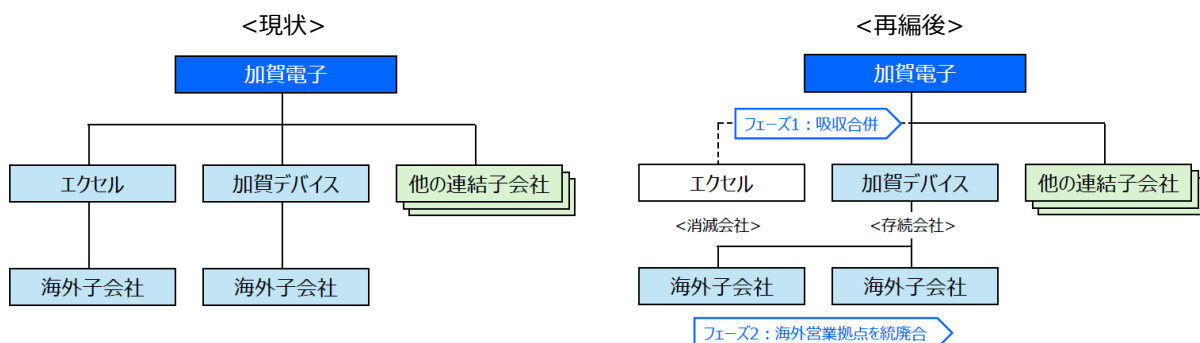 <現状>
加賀電子
エクセル
加賀デバイス
他の連結子会社
海外子会社
海外子会社
<再編後>
加賀電子
フェーズ1：吸収合併
エクセル
加賀デバイス
他の連結子会社
<消滅会社>
<存続会社>
海外子会社
海外子会社
フェーズ2：海外営業拠点を統廃合